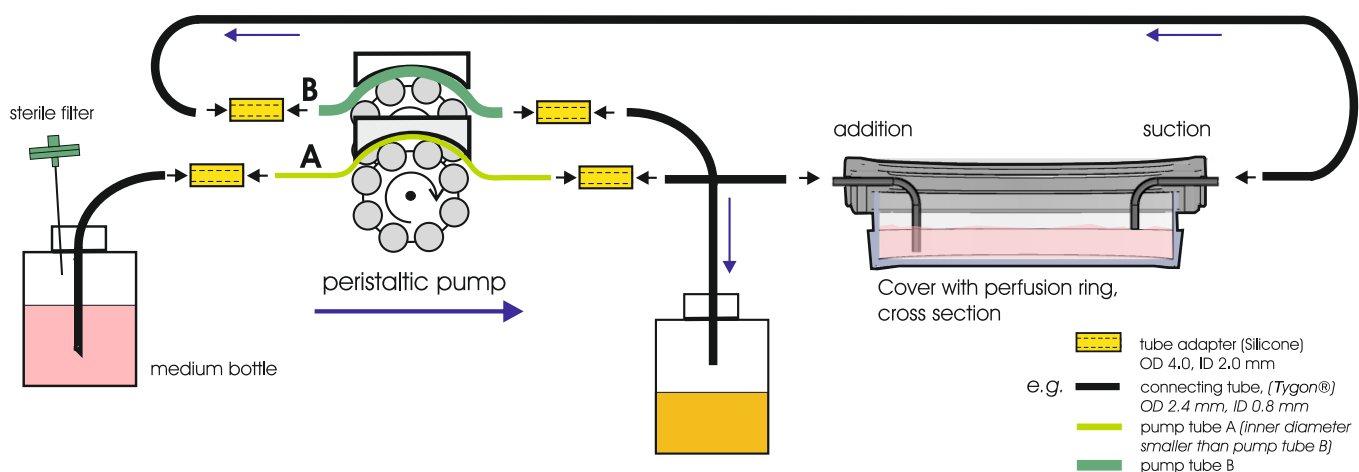 B
sterile filter
addition
suction
A
peristaltic pump
Cover with perfusion ring,
cross section
medium bottle
tube adapter (Silicone)
OD 4.0, ID 2.0 mm
e.g.
connecting tube, (Tygon®)
OD 2.4 mm, ID 0.8 mm
pump tube A (inner diameter
smaller than pump tube B)
pump tube B